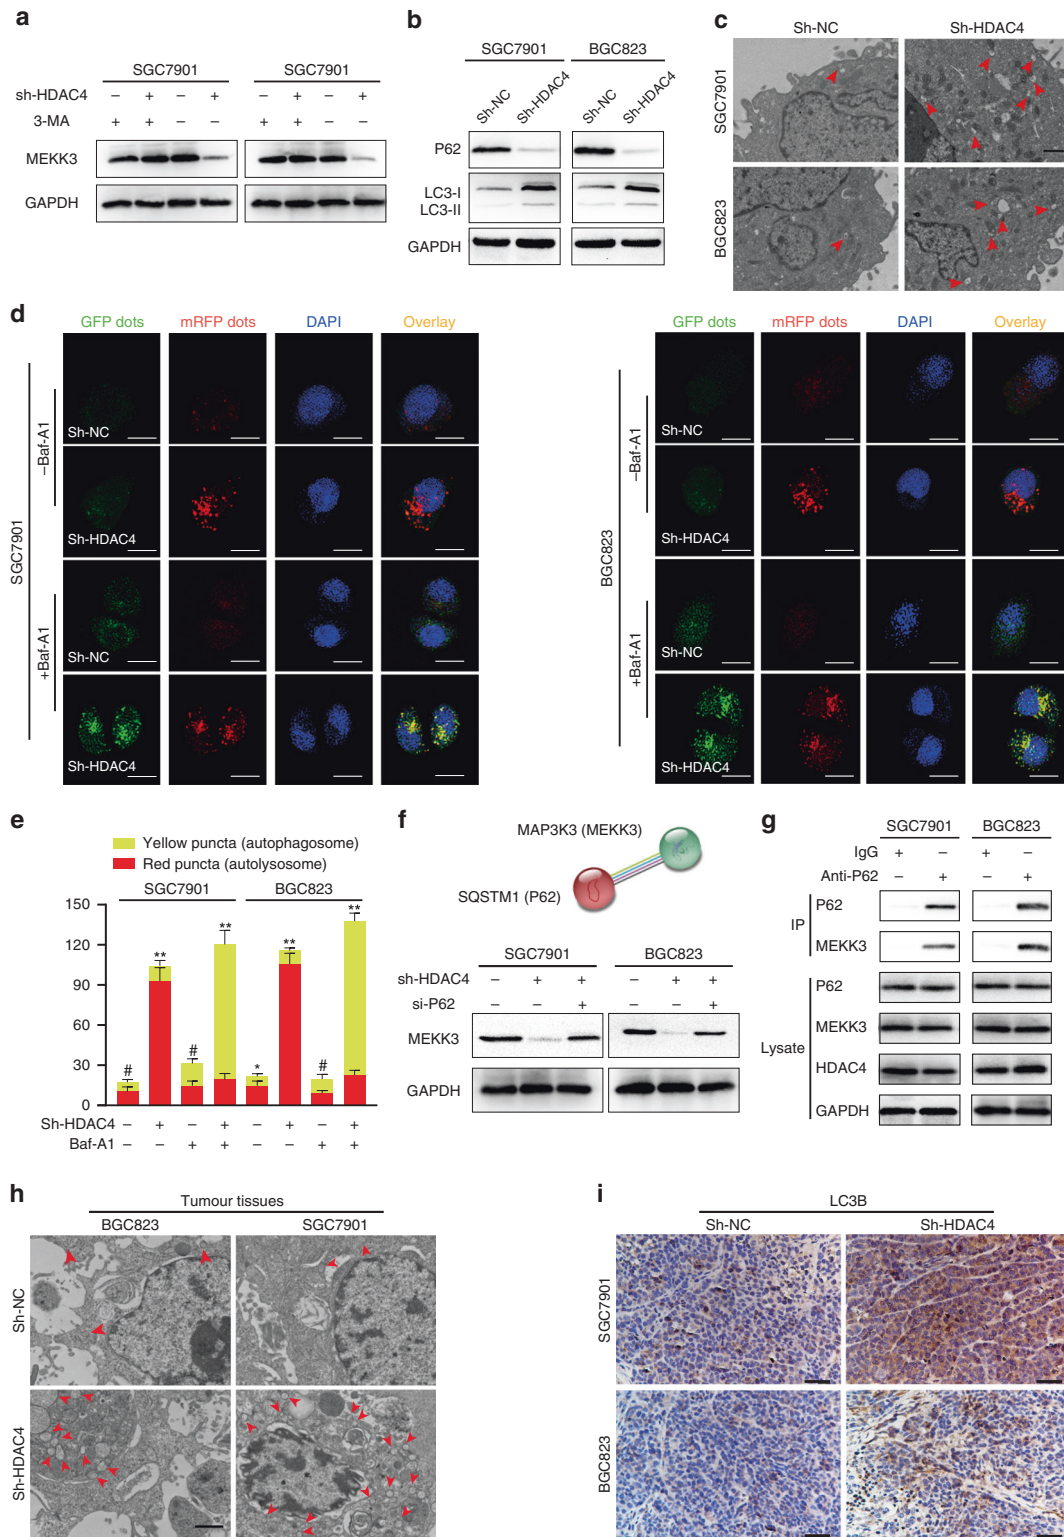 a
SGC7901 SGC7901
sh-HDAC4 – + – + – + – +
3-MA + + – – + + – –
MEKK3
GAPDH
b
SGC7901 BGC823
Sh-NC Sh-HDAC4 Sh-NC Sh-HDAC4
P62
LC3-I
LC3-II
GAPDH
c
Sh-NC Sh-HDAC4
SGC7901
BGC823
d
GFP dots mRFP dots DAPI Overlay
SGC7901
–Baf-A1
Sh-NC
Sh-HDAC4
+Baf-A1
Sh-NC
Sh-HDAC4
GFP dots mRFP dots DAPI Overlay
BGC823
–Baf-A1
Sh-NC
Sh-HDAC4
+Baf-A1
Sh-NC
Sh-HDAC4
e
Yellow puncta (autophagosome)
Red puncta (autolysosome)
SGC7901 BGC823
150
120
90
60
30
0
# ** # ** * ** # **
Sh-HDAC4 – + – + – + – +
Baf-A1 – – + + – – + +
f
MAP3K3 (MEKK3)
SQSTM1 (P62)
SGC7901 BGC823
sh-HDAC4 – + + – + +
si-P62 – – + – – +
MEKK3
GAPDH
g
SGC7901 BGC823
IgG + – + –
Anti-P62 – + – +
IP
P62
MEKK3
Lysate
P62
MEKK3
HDAC4
GAPDH
h
Tumour tissues
BGC823 SGC7901
Sh-NC
Sh-HDAC4
i
LC3B
Sh-NC Sh-HDAC4
SGC7901
BGC823